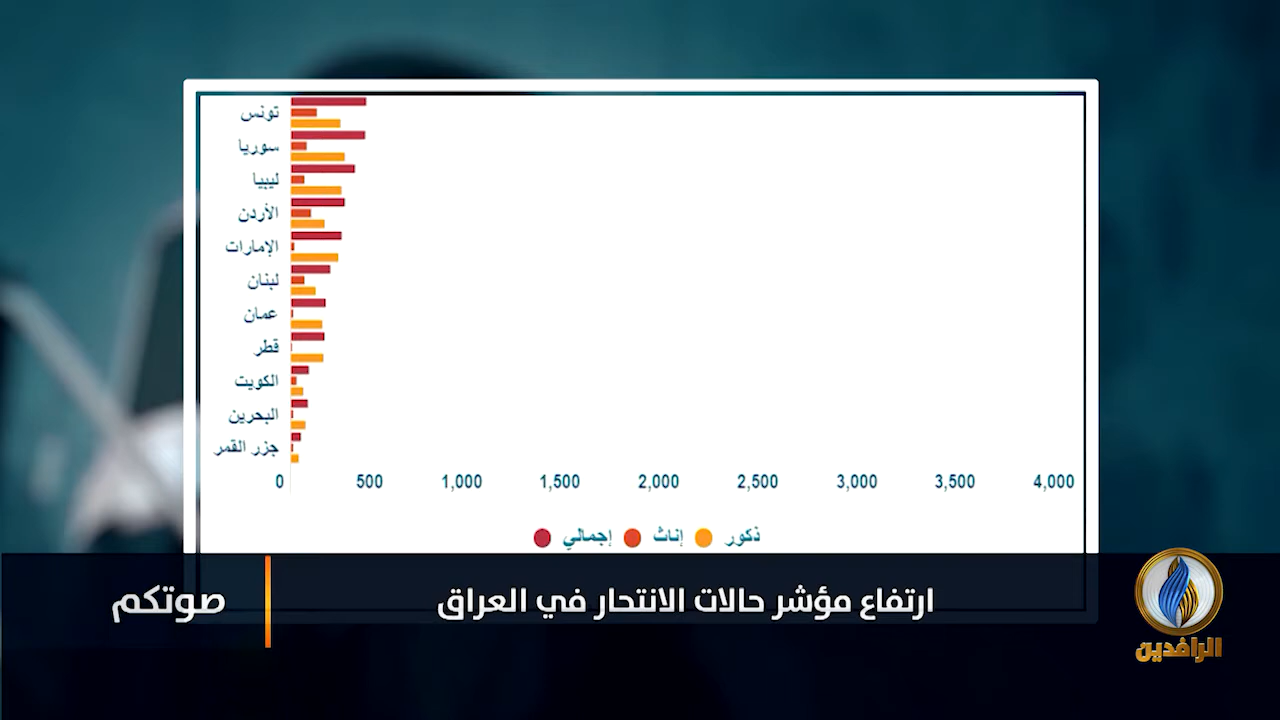 تونس
سوريا
ليبيا
الأردن
الإمارات
لبنان
عمان
قطر
الكويت
البحرين
جزر القمر
0 500 1,000 1,500 2,000 2,500 3,000 3,500 4,000
إجمالي إناث ذكور
ارتفاع مؤشر حالات الانتحار في العراق
صوتكم
الرافدين